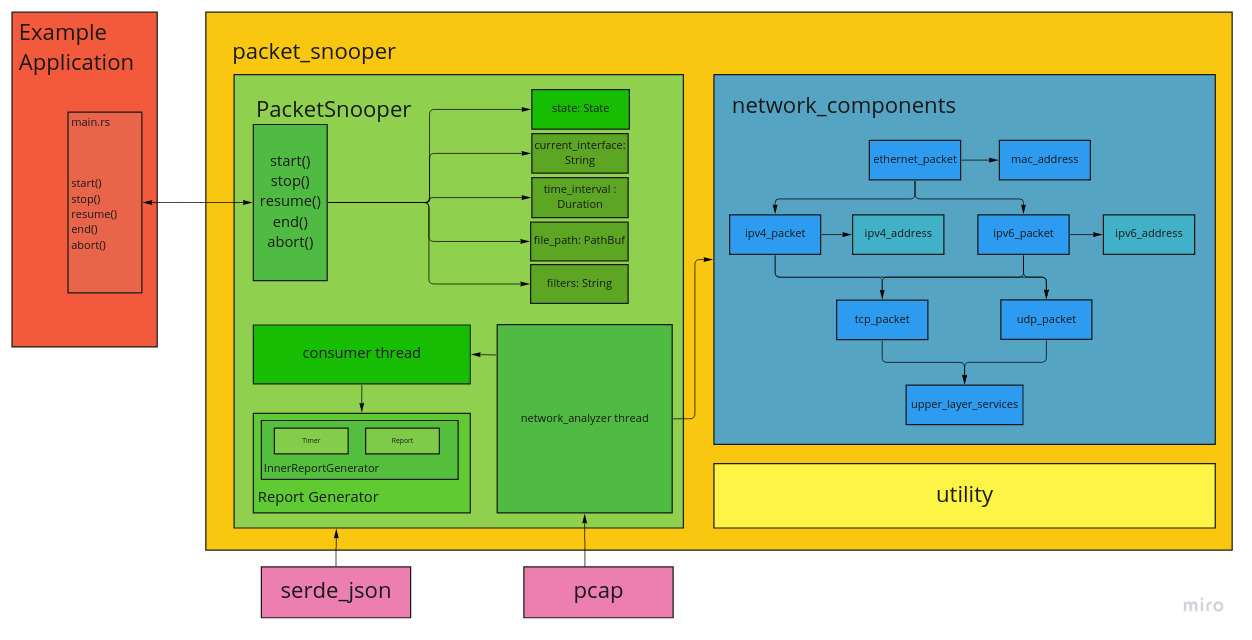 Example
Application
main.rs
start()
stop()
resume()
end()
abort()
packet_snooper
PacketSnooper
start()
stop()
resume()
end()
abort()
state: State
current_interface:
String
time_interval :
Duration
file_path: PathBuf
filters: String
consumer thread
network_analyzer thread
Timer
Report
InnerReportGenerator
Report Generator
network_components
ethernet_packet
mac_address
ipv4_packet
ipv4_address
ipv6_packet
ipv6_address
tcp_packet
udp_packet
upper_layer_services
utility
serde_json
pcap
miro